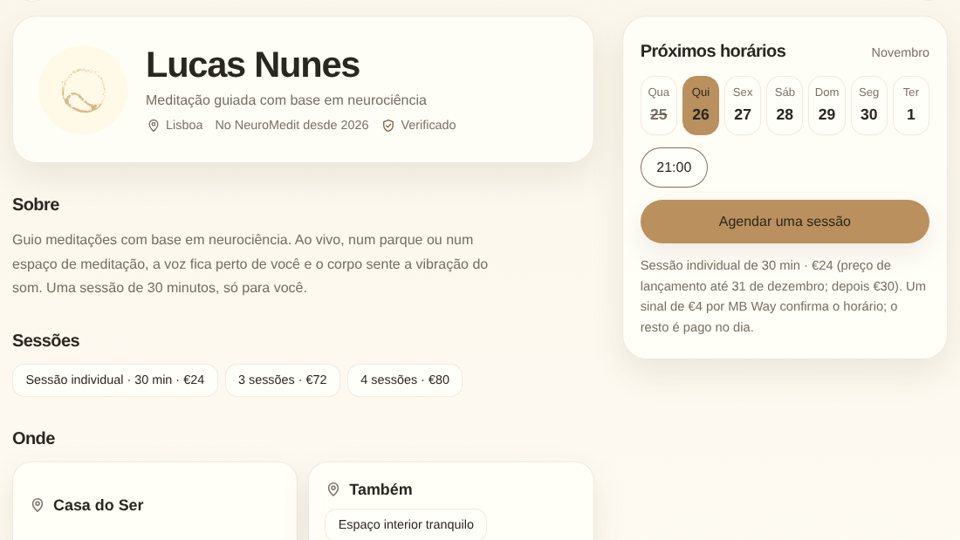 Lucas Nunes
Meditação guiada com base em neurociência
Lisboa No NeuroMedit desde 2026 Verificado
Sobre
Guio meditações com base em neurociência. Ao vivo, num parque ou num
espaço de meditação, a voz fica perto de você e o corpo sente a vibração do
som. Uma sessão de 30 minutos, só para você.
Sessões
Sessão individual · 30 min · €24
3 sessões · €72
4 sessões · €80
Onde
Casa do Ser
Também
Espaço interior tranquilo
Próximos horários
Novembro
Qua Qui Sex Sáb Dom Seg Ter
25 26 27 28 29 30 1
21:00
Agendar uma sessão
Sessão individual de 30 min · €24 (preço de
lançamento até 31 de dezembro; depois €30). Um
sinal de €4 por MB Way confirma o horário; o
resto é pago no dia.